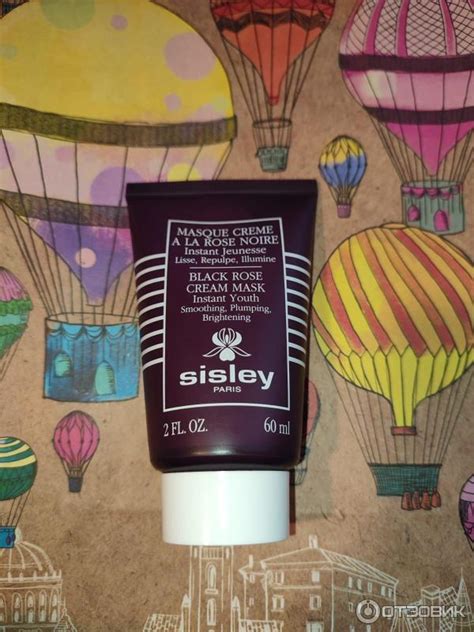 MASQUE CREME
A LA ROSE NOIRE
Instant Jeunesse
Lisse, Repulpe, Illumine
BLACK ROSE
CREAM MASK
Instant Youth
Smoothing, Plumping,
Brightening
sisley
PARIS
2 FL. OZ. 60 ml
ОТЗОВИК